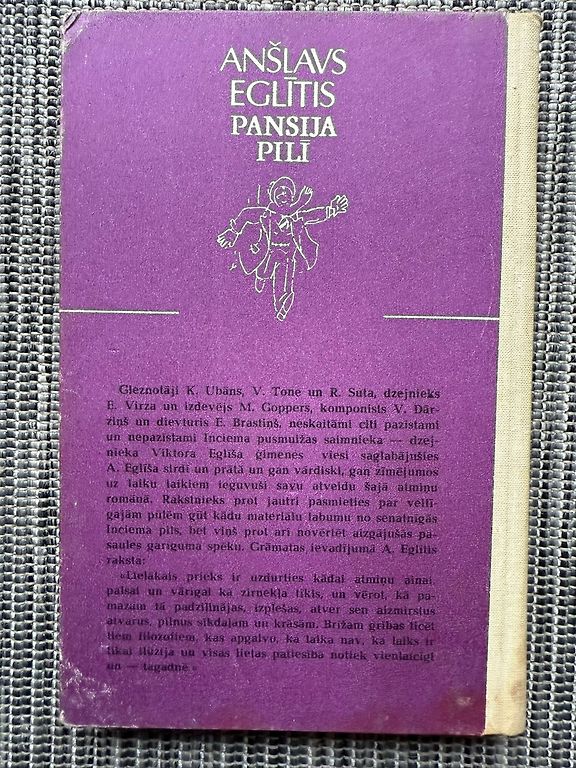 ANŠLAVS
EGLĪTIS
PANSIJA
PILĪ
Gleznotāji K. Ubāns, V. Tone un R. Suta, dzejnieks
E. Virza un izdevējs M. Goppers, komponists V. Dār-
ziņš un dievturis E. Brastiņš, neskaitāmi citi pazīstami
un nepazīstami Inciema pusmuižas saimnieka — dzej-
nieka Viktora Eglīša ģimenes viesi saglabājušies
A. Eglīša sirdī un prātā un gan vārdiski, gan zīmējumos
uz laiku laikiem ieguvuši savu atveidu šajā atmiņu
romānā. Rakstnieks prot jautri pasmieties par veltī-
gajām pūlēm gūt kādu materiālu labumu no senatnīgās
Inciema pils, bet viņš prot arī novērtēt aizgājušās pa-
saules garīguma spēku. Grāmatas ievadījumā A. Eglītis
raksta:
«Lielākais prieks ir uzdurties kādai atmiņu ainai,
palsai un vārīgai kā zirnekļa tīkls, un vērot, kā pa-
mazām tā padziļinājas, izplešas, atver sen aizmirstus
atvarus, pilnus sīkdaļām un krāsām. Brīžam gribas ticēt
tiem filozofiem, kas apgalvo, ka laika nav, ka laiks ir
tikai ilūzija un visas lietas patiesībā notiek vienlaicīgi
un — tagadnē.»